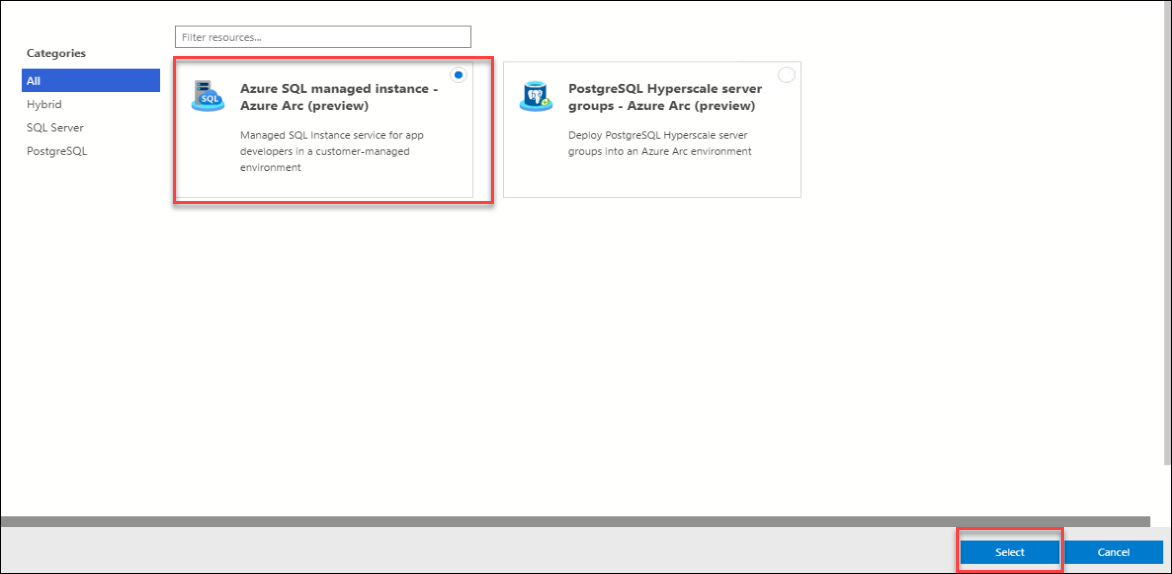 Filter resources...
Categories
All
Hybrid
SQL Server
PostgreSQL
SQL
Azure SQL managed instance -
Azure Arc (preview)
Managed SQL Instance service for app
developers in a customer-managed
environment
PostgreSQL Hyperscale server
groups - Azure Arc (preview)
Deploy PostgreSQL Hyperscale server
groups into an Azure Arc environment
Select
Cancel